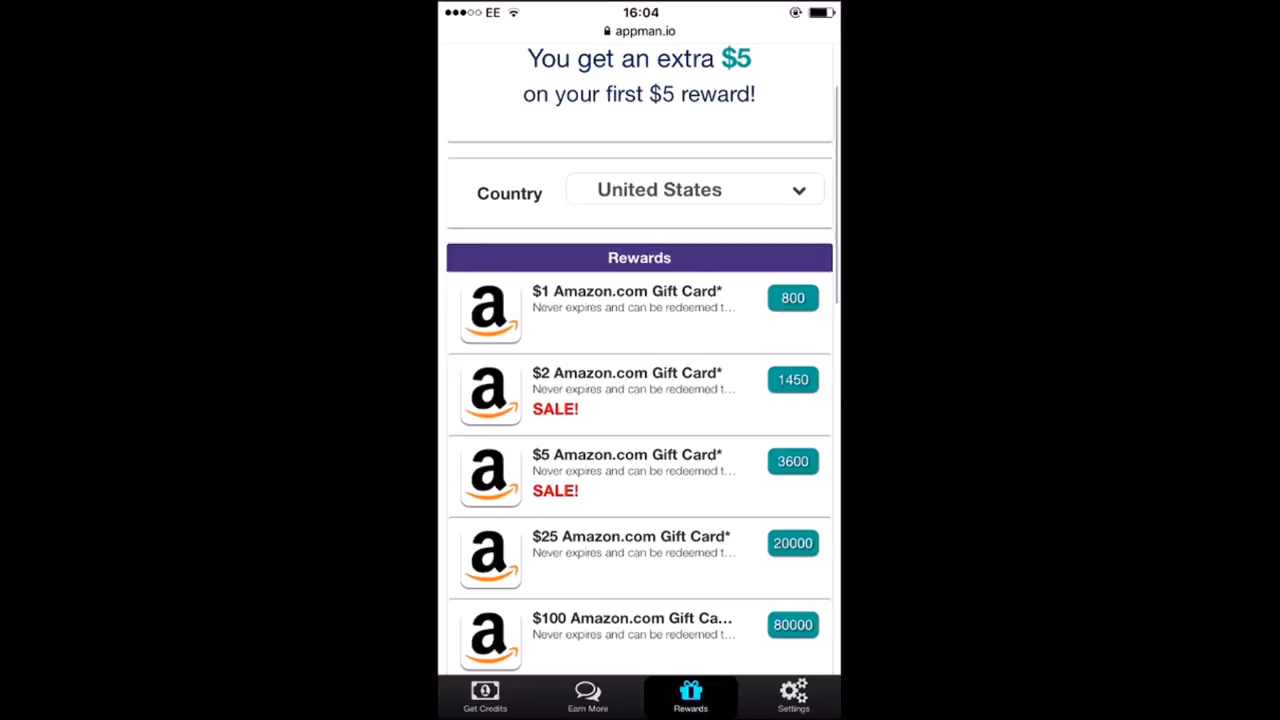 EE
16:04
appman.io
You get an extra $5
on your first $5 reward!
Country
United States
Rewards
$1 Amazon.com Gift Card*
Never expires and can be redeemed t...
800
$2 Amazon.com Gift Card*
Never expires and can be redeemed t...
SALE!
1450
$5 Amazon.com Gift Card*
Never expires and can be redeemed t...
SALE!
3600
$25 Amazon.com Gift Card*
Never expires and can be redeemed t...
20000
$100 Amazon.com Gift Ca...
Never expires and can be redeemed t...
80000
Get Credits
Earn More
Rewards
Settings